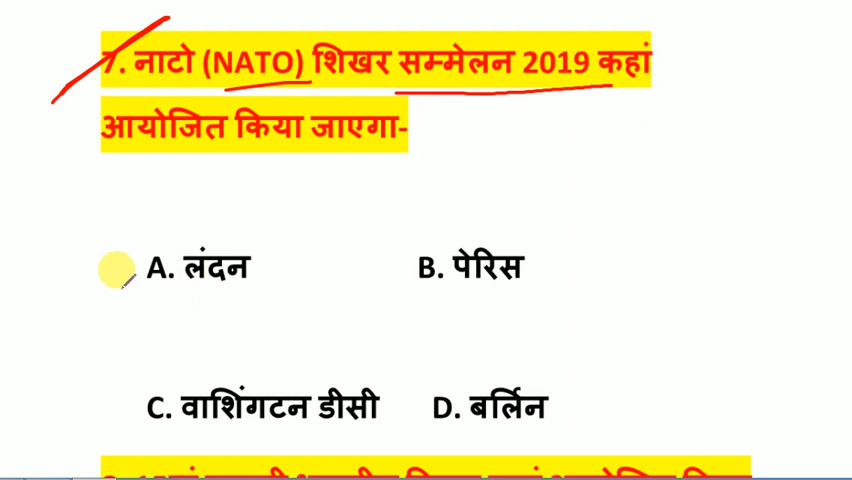 7. नाटो (NATO) शिखर सम्मेलन 2019 कहां
आयोजित किया जाएगा-
A. लंदन B. पेरिस
C. वाशिंगटन डीसी D. बर्लिन